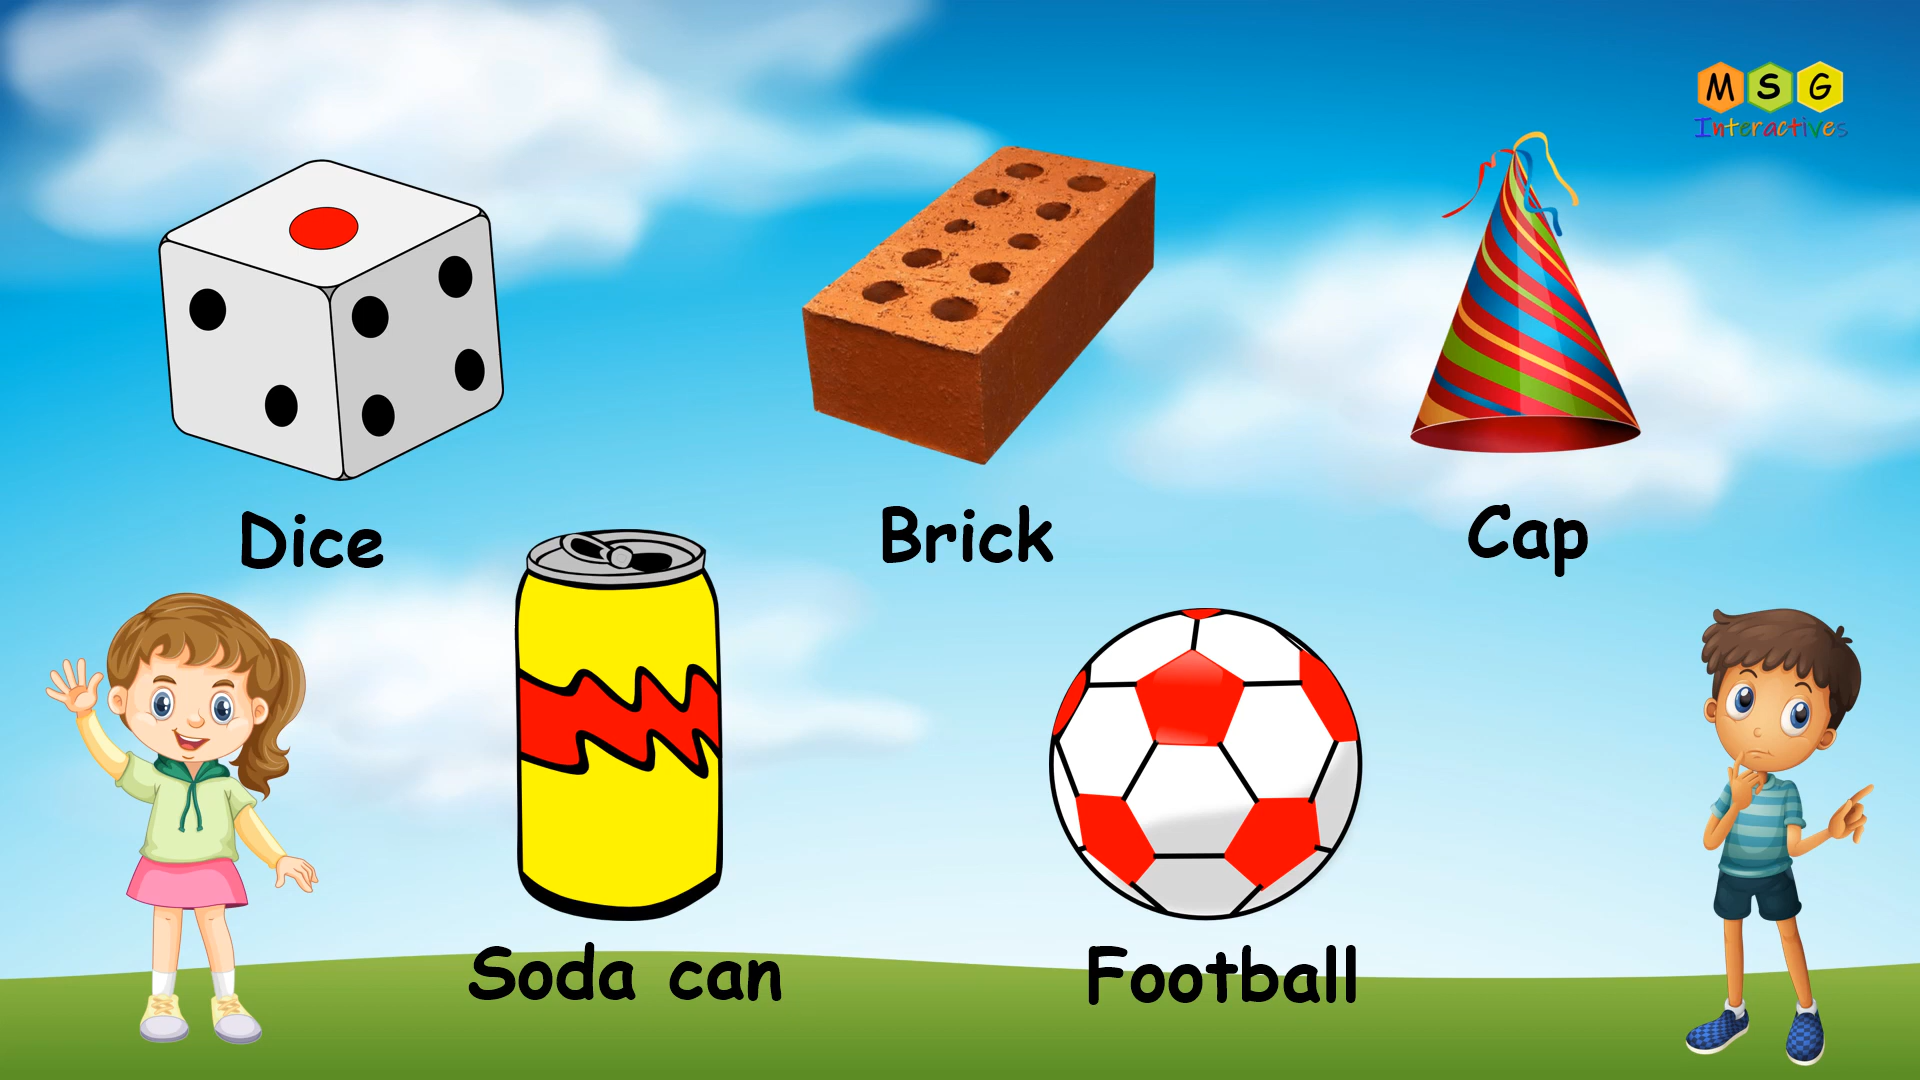 MSG
Interactives
Dice
Brick
Cap
Soda can
Football